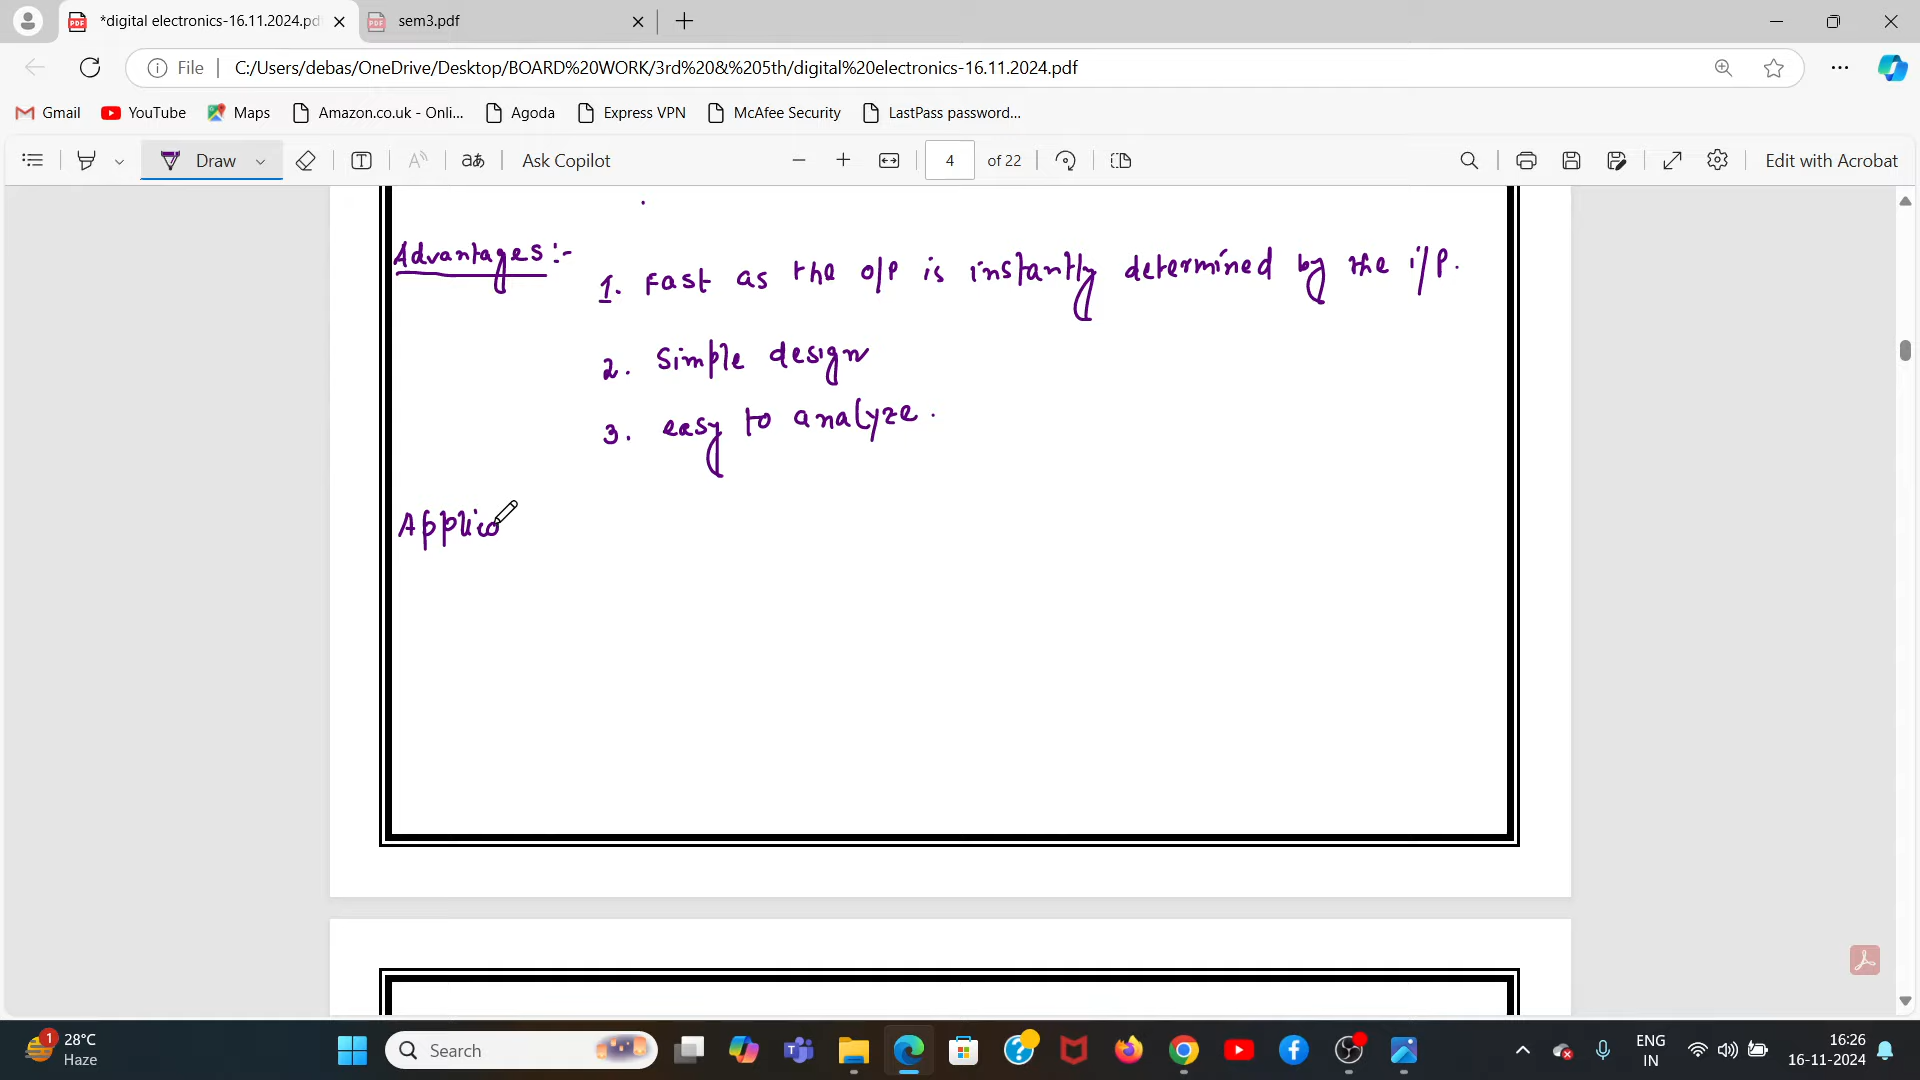 *digital electronics-16.11.2024.pd
sem3.pdf
File
C:/Users/debas/OneDrive/Desktop/BOARD%20WORK/3rd%20&%205th/digital%20electronics-16.11.2024.pdf
Gmail
YouTube
Maps
Amazon.co.uk - Onli...
Agoda
Express VPN
McAfee Security
LastPass password...
Draw
Ask Copilot
4 of 22
Edit with Acrobat
Advantages :-
1. Fast as the o/p is instantly determined by the i/p.
2. Simple design
3. easy to analyze.
Applica
28°C
Haze
Search
ENG
IN
16:26
16-11-2024